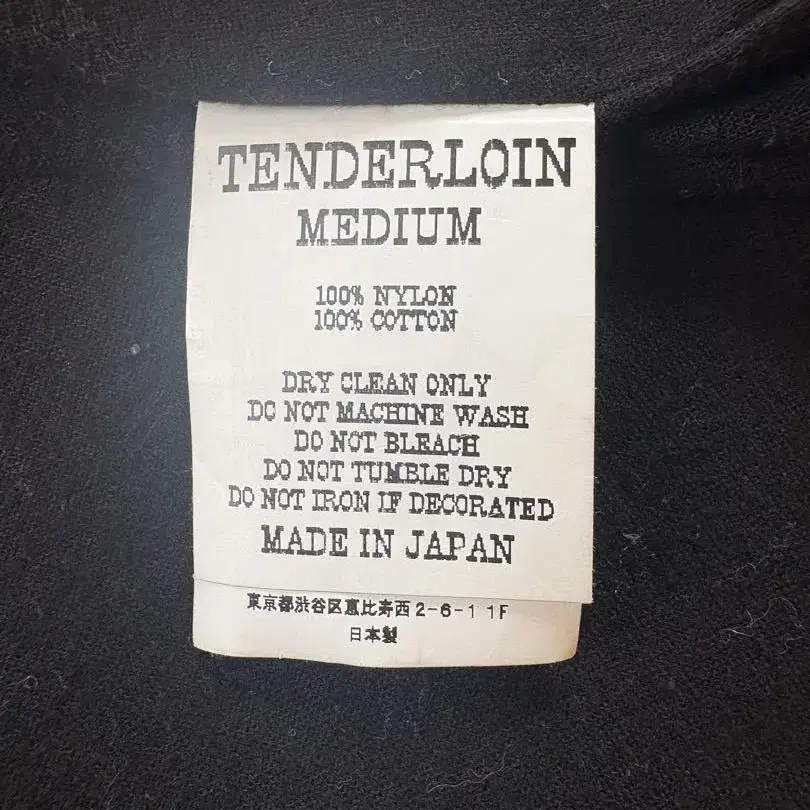 TENDERLOIN
MEDIUM
100% NYLON
100% COTTON
DRY CLEAN ONLY
DO NOT MACHINE WASH
DO NOT BLEACH
DO NOT TUMBLE DRY
DO NOT IRON IF DECORATED
MADE IN JAPAN
東京都渋谷区恵比寿西2-6-1 1F
日本製